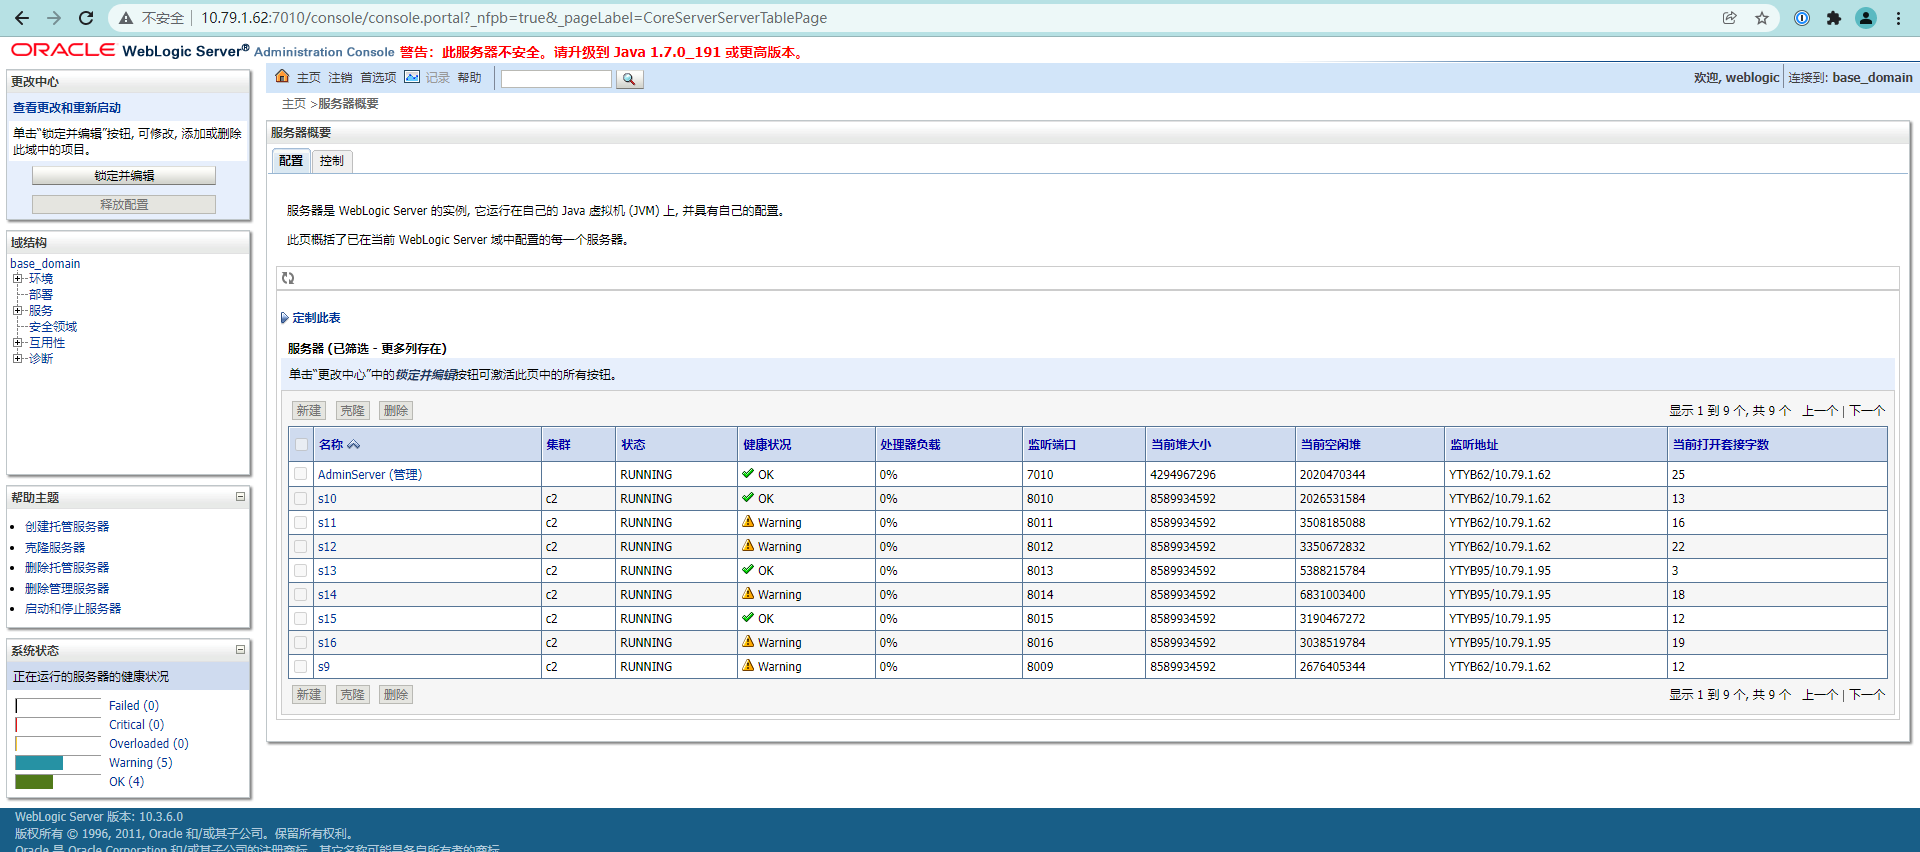 不安全 10.79.1.62:7010/console/console.portal?_nfpb=true&_pageLabel=CoreServerServerTablePage
ORACLE WebLogic Server® Administration Console 警告：此服务器不安全。请升级到 Java 1.7.0_191 或更高版本。
更改中心
查看更改和重新启动
单击“锁定并编辑”按钮, 可修改, 添加或删除
此域中的项目。
锁定并编辑
释放配置
域结构
base_domain
环境
部署
服务
安全领域
互用性
诊断
帮助主题
创建托管服务器
克隆服务器
删除托管服务器
删除管理服务器
启动和停止服务器
系统状态
正在运行的服务器的健康状况
Failed (0)
Critical (0)
Overloaded (0)
Warning (5)
OK (4)
主页 注销 首选项 记录 帮助
欢迎, weblogic 连接到: base_domain
主页 >服务器概要
服务器概要
配置 控制
服务器是 WebLogic Server 的实例, 它运行在自己的 Java 虚拟机 (JVM) 上, 并具有自己的配置。
此页概括了已在当前 WebLogic Server 域中配置的每一个服务器。
定制此表
服务器 (已筛选 - 更多列存在)
单击“更改中心”中的锁定并编辑按钮可激活此页中的所有按钮。
新建 克隆 删除 显示 1 到 9 个, 共 9 个 上一个 | 下一个
名称 集群 状态 健康状况 处理器负载 监听端口 当前堆大小 当前空闲堆 监听地址 当前打开套接字数
AdminServer (管理) RUNNING OK 0% 7010 4294967296 2020470344 YTYB62/10.79.1.62 25
s10 c2 RUNNING OK 0% 8010 8589934592 2026531584 YTYB62/10.79.1.62 13
s11 c2 RUNNING Warning 0% 8011 8589934592 3508185088 YTYB62/10.79.1.62 16
s12 c2 RUNNING Warning 0% 8012 8589934592 3350672832 YTYB62/10.79.1.62 22
s13 c2 RUNNING OK 0% 8013 8589934592 5388215784 YTYB95/10.79.1.95 3
s14 c2 RUNNING Warning 0% 8014 8589934592 6831003400 YTYB95/10.79.1.95 18
s15 c2 RUNNING OK 0% 8015 8589934592 3190467272 YTYB95/10.79.1.95 12
s16 c2 RUNNING Warning 0% 8016 8589934592 3038519784 YTYB95/10.79.1.95 19
s9 c2 RUNNING Warning 0% 8009 8589934592 2676405344 YTYB62/10.79.1.62 12
新建 克隆 删除 显示 1 到 9 个, 共 9 个 上一个 | 下一个
WebLogic Server 版本: 10.3.6.0
版权所有 © 1996, 2011, Oracle 和/或其子公司。保留所有权利。
Oracle 是 Oracle Corporation 和/或其子公司的注册商标。其它名称可能是各自所有者的商标。